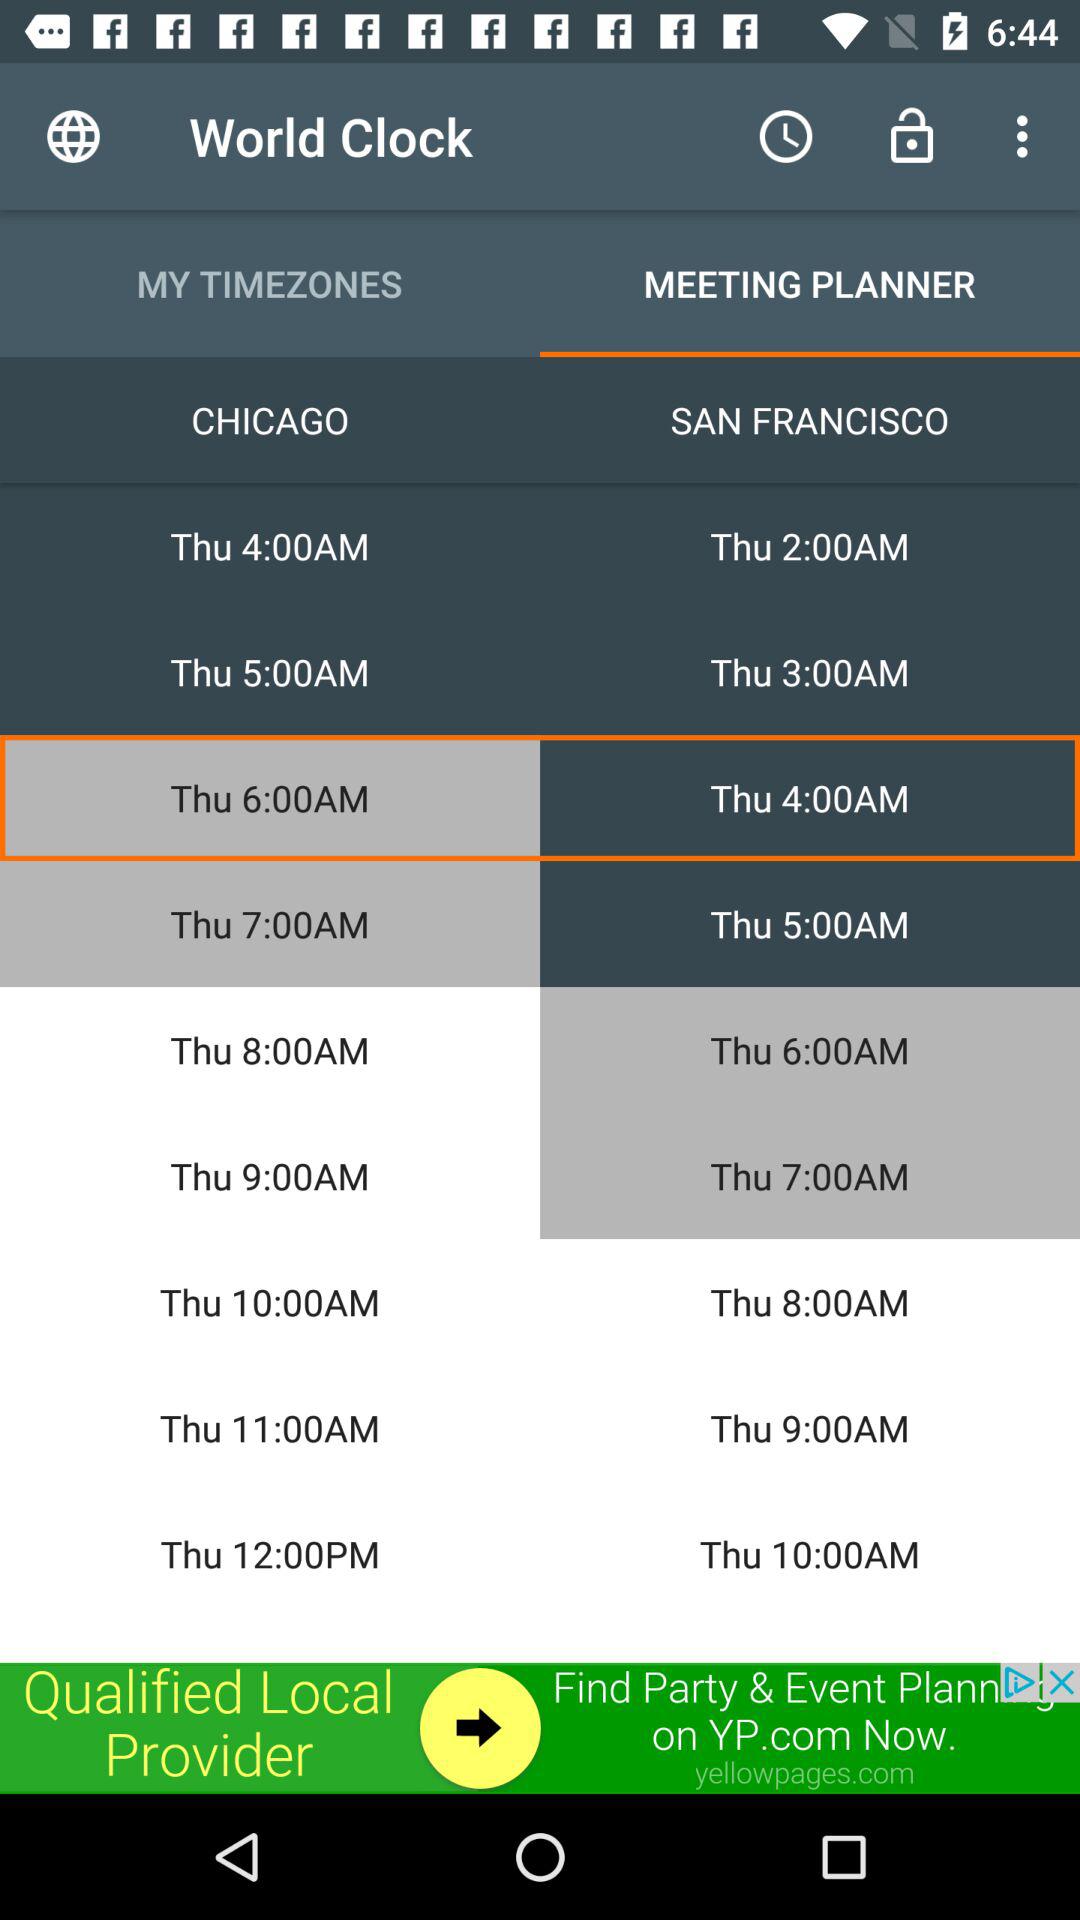 6:44
World Clock
MY TIMEZONES MEETING PLANNER
CHICAGO SAN FRANCISCO
Thu 4:00AM Thu 2:00AM
Thu 5:00AM Thu 3:00AM
Thu 6:00AM Thu 4:00AM
Thu 7:00AM Thu 5:00AM
Thu 8:00AM Thu 6:00AM
Thu 9:00AM Thu 7:00AM
Thu 10:00AM Thu 8:00AM
Thu 11:00AM Thu 9:00AM
Thu 12:00PM Thu 10:00AM
Qualified Local
Provider
Find Party & Event Planning
on YP.com Now.
yellowpages.com